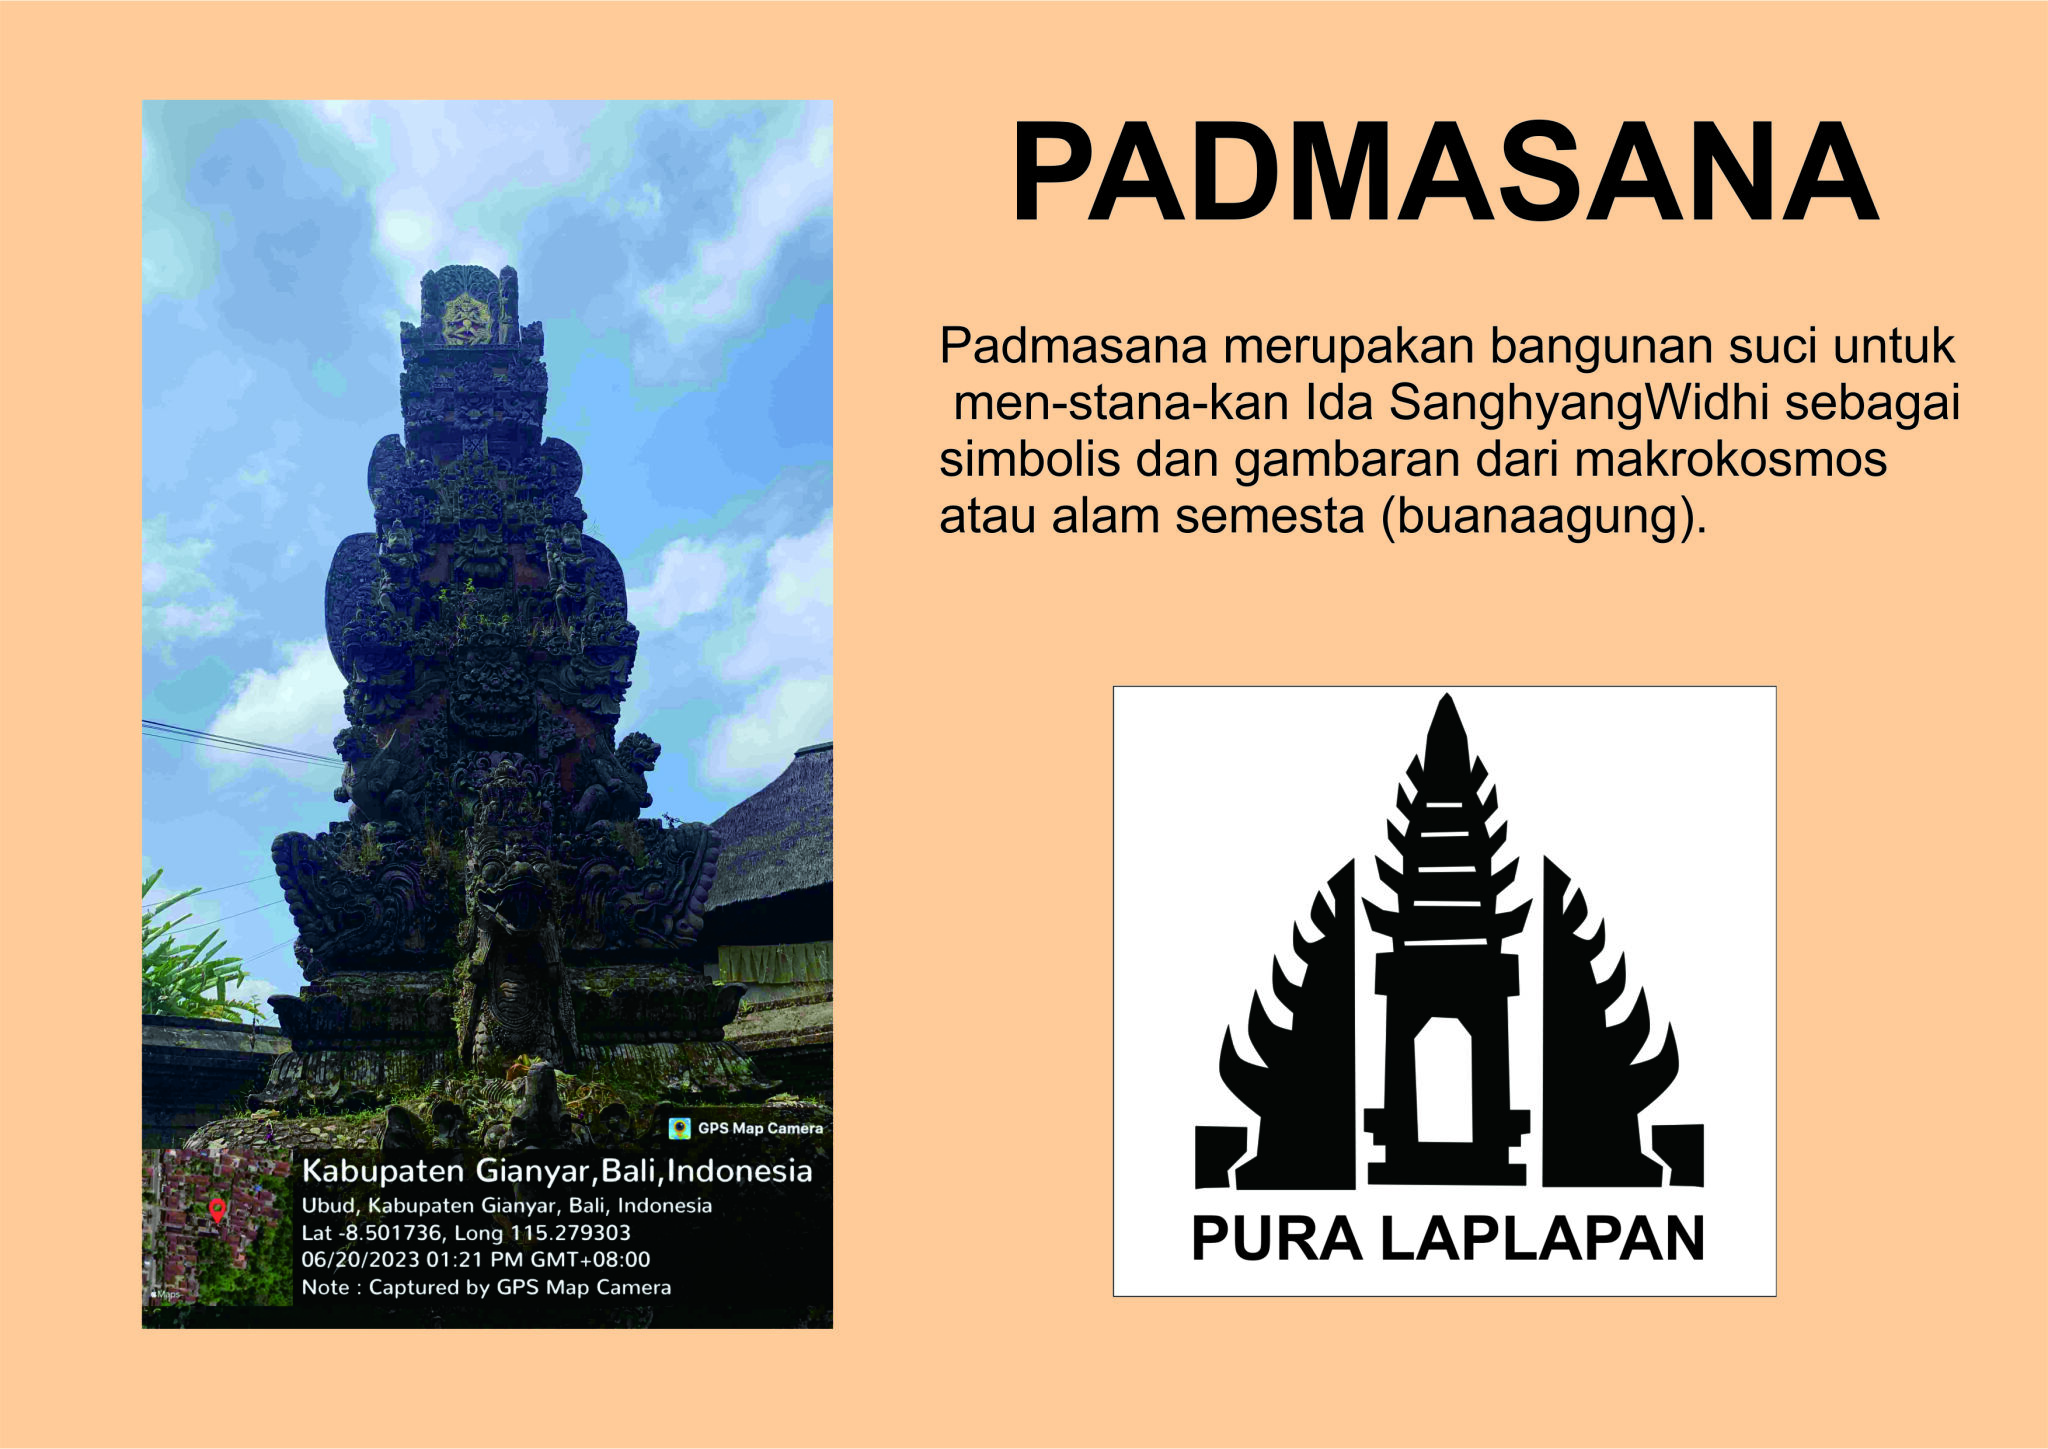 PADMASANA
Padmasana merupakan bangunan suci untuk
men-stana-kan Ida SanghyangWidhi sebagai
simbolis dan gambaran dari makrokosmos
atau alam semesta (buanaagung).
GPS Map Camera
Kabupaten Gianyar,Bali,Indonesia
Ubud, Kabupaten Gianyar, Bali, Indonesia
Lat -8.501736, Long 115.279303
06/20/2023 01:21 PM GMT+08:00
Note : Captured by GPS Map Camera
Maps
PURA LAPLAPAN